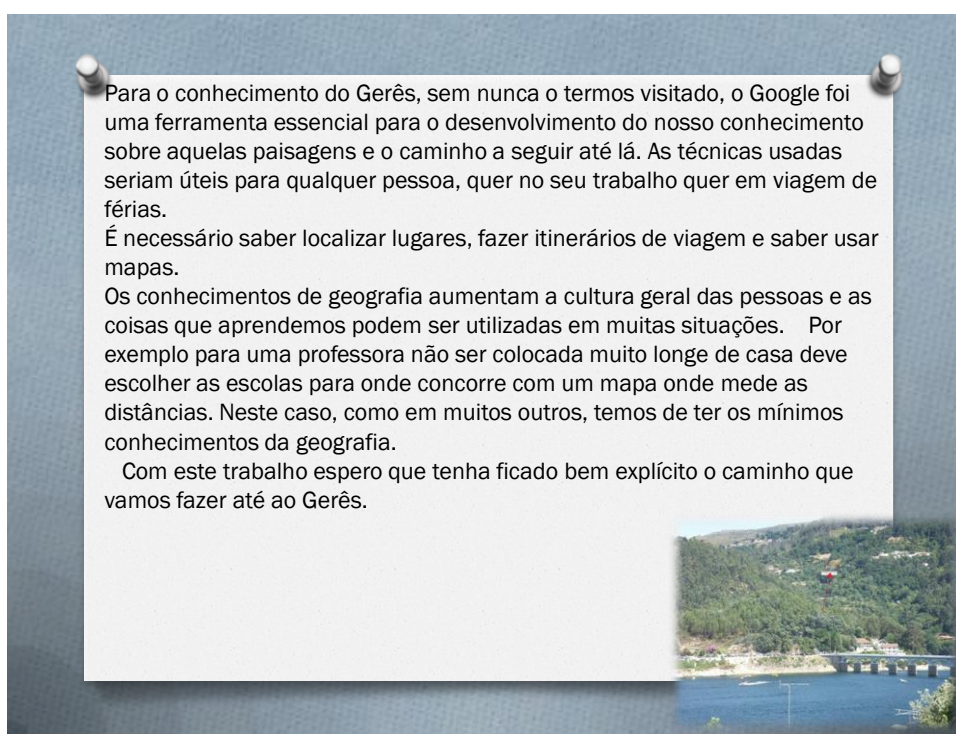 Para o conhecimento do Gerês, sem nunca o termos visitado, o Google foi
uma ferramenta essencial para o desenvolvimento do nosso conhecimento
sobre aquelas paisagens e o caminho a seguir até lá. As técnicas usadas
seriam úteis para qualquer pessoa, quer no seu trabalho quer em viagem de
férias.
É necessário saber localizar lugares, fazer itinerários de viagem e saber usar
mapas.
Os conhecimentos de geografia aumentam a cultura geral das pessoas e as
coisas que aprendemos podem ser utilizadas em muitas situações.    Por
exemplo para uma professora não ser colocada muito longe de casa deve
escolher as escolas para onde concorre com um mapa onde mede as
distâncias. Neste caso, como em muitos outros, temos de ter os mínimos
conhecimentos da geografia.
Com este trabalho espero que tenha ficado bem explícito o caminho que
vamos fazer até ao Gerês.